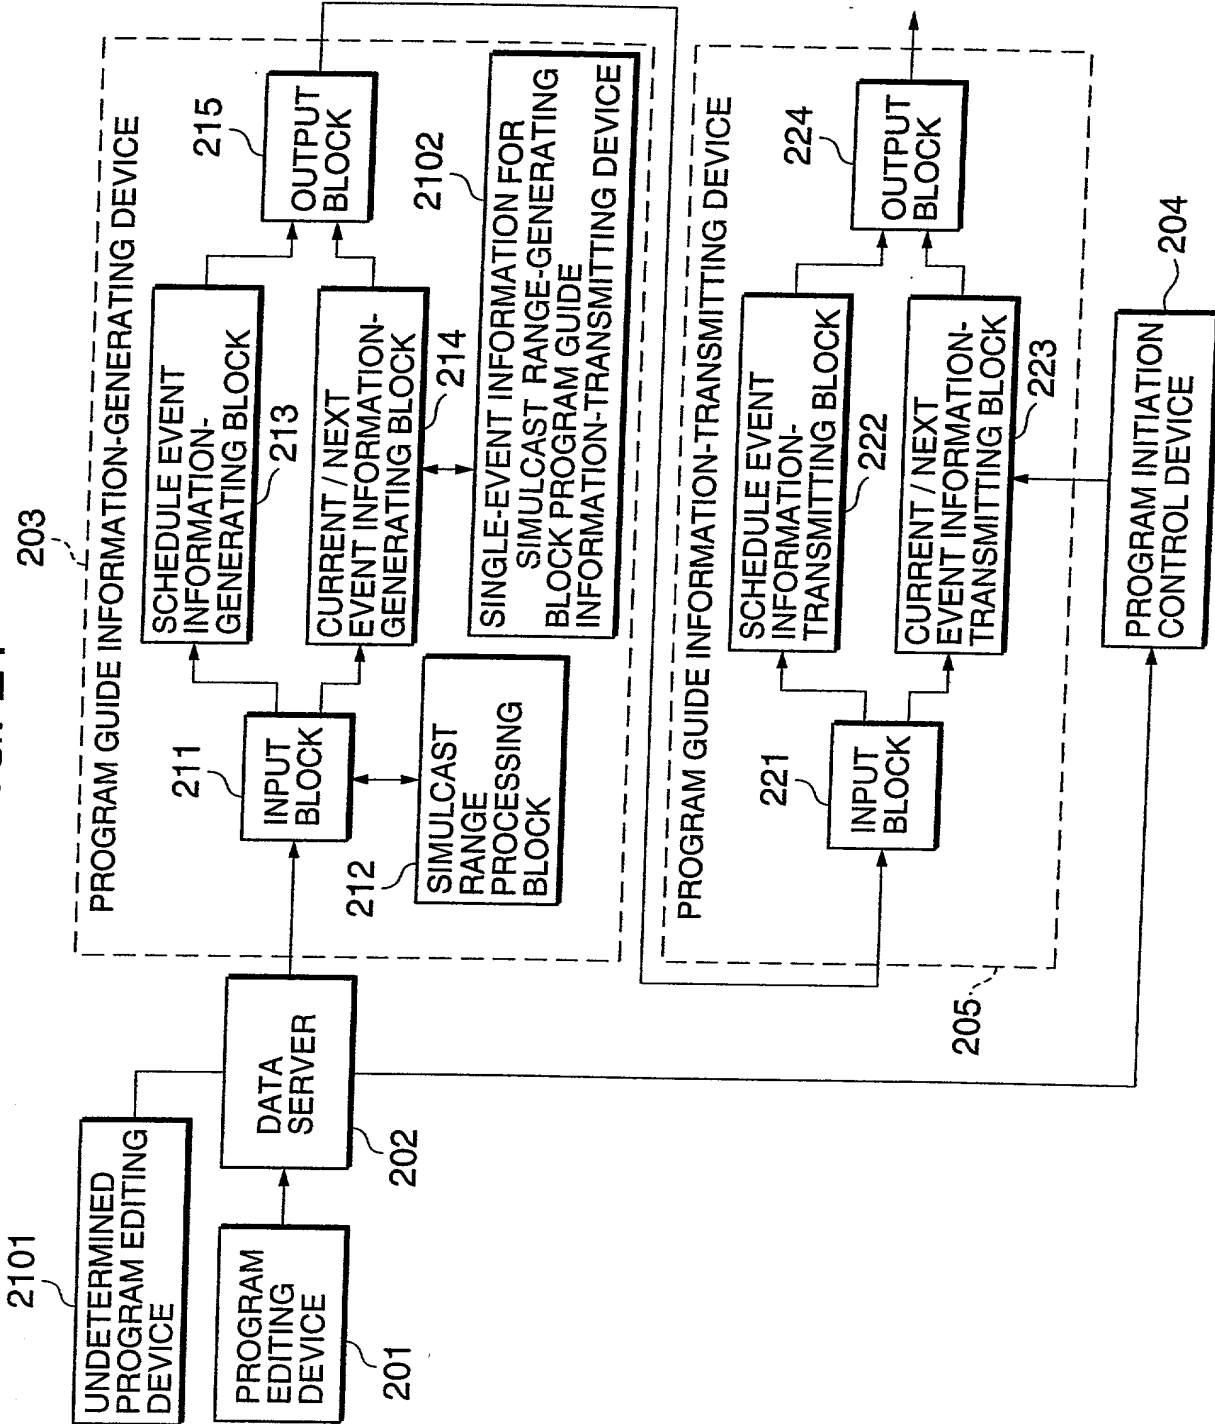 2101
UNDETERMINED
PROGRAM EDITING
DEVICE
PROGRAM
EDITING
DEVICE
201
DATA
SERVER
202
203
PROGRAM GUIDE INFORMATION-GENERATING DEVICE
211
INPUT
BLOCK
212
SIMULCAST
RANGE
PROCESSING
BLOCK
SCHEDULE EVENT
INFORMATION-
GENERATING BLOCK
213
CURRENT / NEXT
EVENT INFORMATION-
GENERATING BLOCK
214
215
OUTPUT
BLOCK
2102
SINGLE-EVENT INFORMATION FOR
SIMULCAST RANGE-GENERATING
BLOCK PROGRAM GUIDE
INFORMATION-TRANSMITTING DEVICE
PROGRAM GUIDE INFORMATION-TRANSMITTING DEVICE
205
221
INPUT
BLOCK
SCHEDULE EVENT
INFORMATION-
TRANSMITTING BLOCK
222
CURRENT / NEXT
EVENT INFORMATION-
TRANSMITTING BLOCK
223
224
OUTPUT
BLOCK
204
PROGRAM INITIATION
CONTROL DEVICE